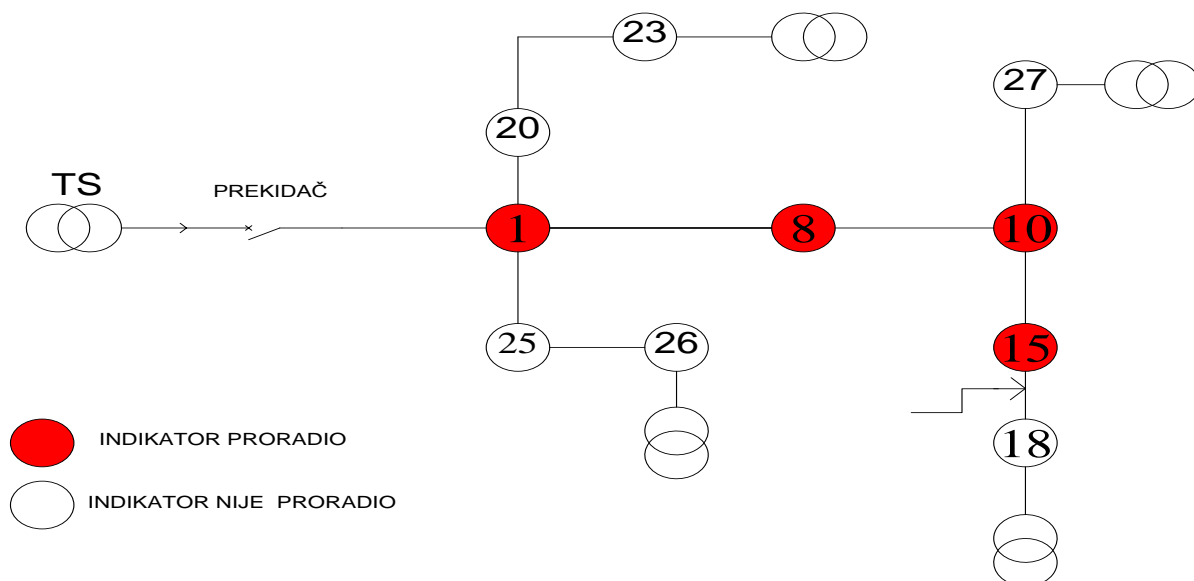 23
27
20
TS
PREKIDAČ
1
8
10
25
26
15
INDIKATOR PRORADIO
18
INDIKATOR NIJE PRORADIO